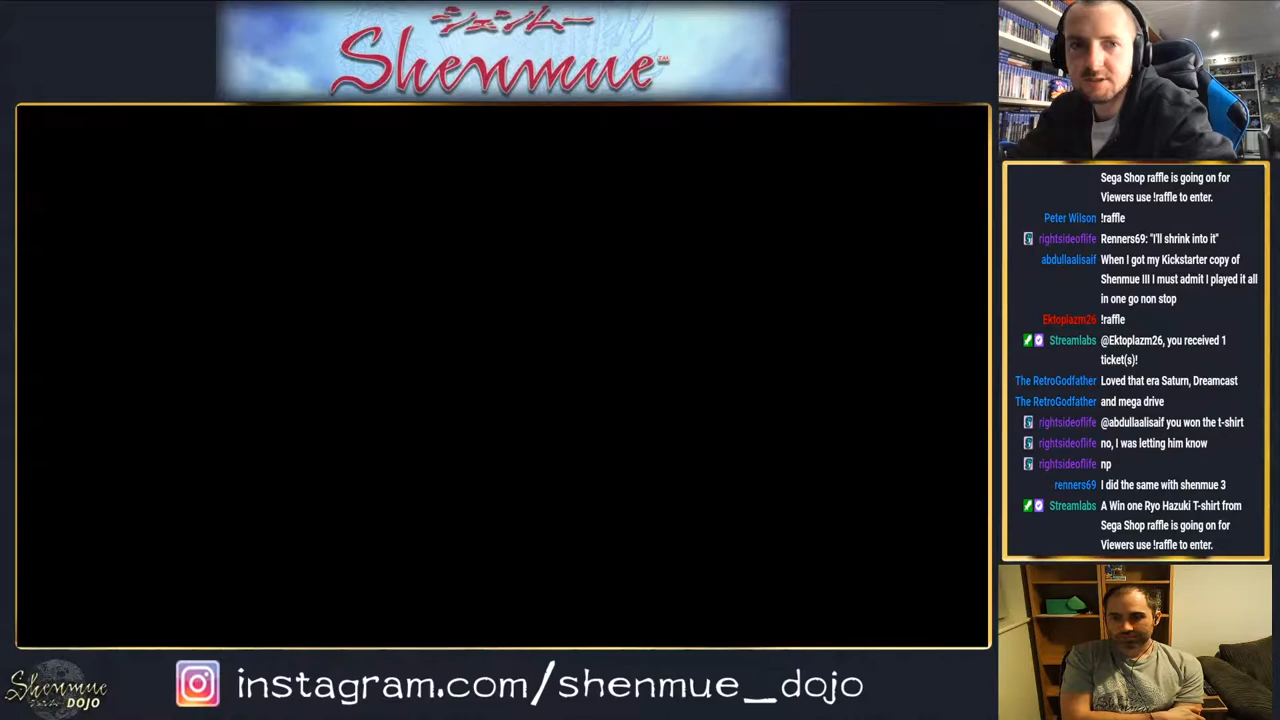 シェンムー
Shenmue™
Sega Shop raffle is going on for
Viewers use !raffle to enter.
Peter Wilson !raffle
rightsideoflife Renners69: "I'll shrink into it"
abdullaalisaif When I got my Kickstarter copy of
Shenmue III I must admit I played it all
in one go non stop
Ektoplazm26 !raffle
Streamlabs @Ektoplazm26, you received 1
ticket(s)!
The RetroGodfather Loved that era Saturn, Dreamcast
The RetroGodfather and mega drive
rightsideoflife @abdullaalisaif you won the t-shirt
rightsideoflife no, I was letting him know
rightsideoflife np
renners69 I did the same with shenmue 3
Streamlabs A Win one Ryo Hazuki T-shirt from
Sega Shop raffle is going on for
Viewers use !raffle to enter.
Shenmue
DOJO
instagram.com/shenmue_dojo